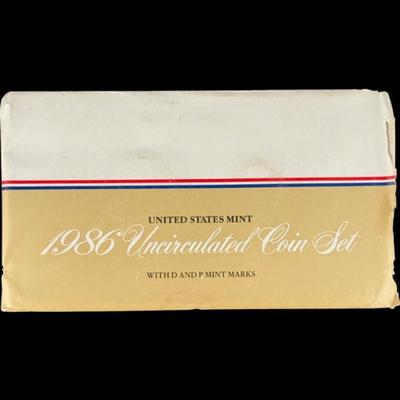 UNITED STATES MINT
1986 Uncirculated Coin Set
WITH D AND P MINT MARKS